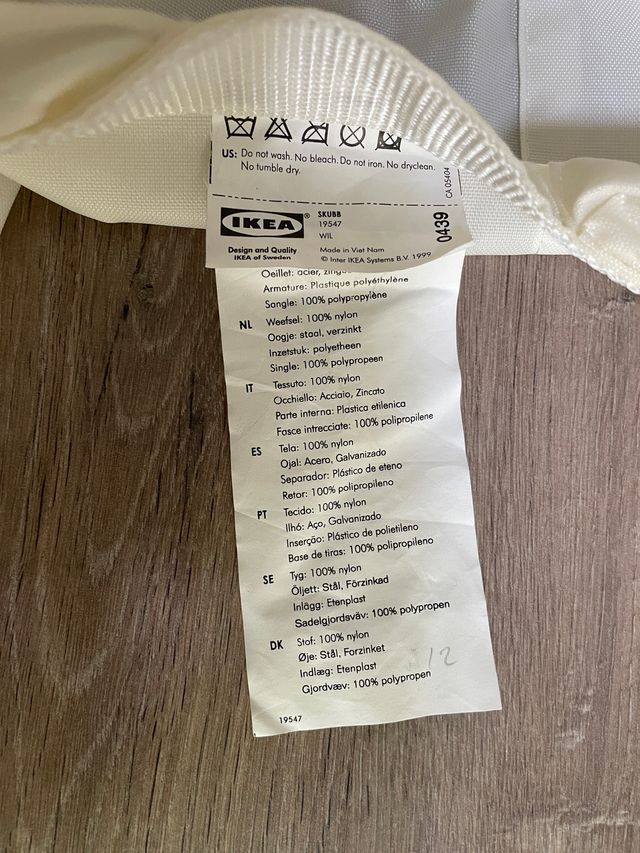 US: Do not wash. No bleach. Do not iron. No dryclean.
No tumble dry.
CA 05404
IKEA®
Design and Quality
IKEA of Sweden
SKUBB
19547
WIL
Made in Viet Nam
© Inter IKEA Systems B.V. 1999
0439
Oeillet: acier,
Armature: Plastique polyéthylène
Sangle: 100% polypropylène
NL Weefsel: 100% nylon
Oogje: staal, verzinkt
Inzetstuk: polyetheen
Single: 100% polypropeen
IT Tessuto: 100% nylon
Occhiello: Acciaio, Zincato
Parte interna: Plastica etilenica
Fasce intrecciate: 100% polipropilene
ES Tela: 100% nylon
Ojal: Acero, Galvanizado
Separador: Plástico de eteno
Retor: 100% polipropileno
PT Tecido: 100% nylon
Ilhó: Aço, Galvanizado
Inserção: Plástico de polietileno
Base de tiras: 100% polipropileno
SE Tyg: 100% nylon
Öljett: Stål, Förzinkad
Inlägg: Etenplast
Sadelgjordsväv: 100% polypropen
DK Stof: 100% nylon
Øje: Stål, Forzinket
Indlæg: Etenplast
Gjordvæv: 100% polypropen
12
19547